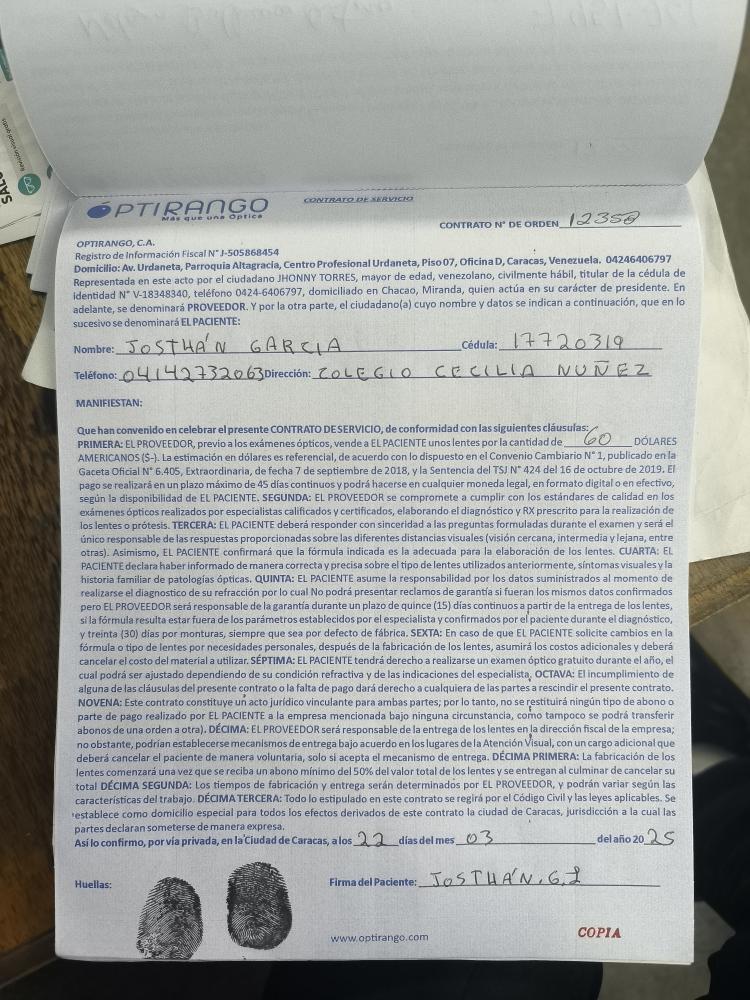 OPTIRANGO
Más que una Óptica
CONTRATO DE SERVICIO
CONTRATO N° DE ORDEN 12358
OPTIRANGO, C.A.
Registro de Información Fiscal N° J-505868454
Domicilio: Av. Urdaneta, Parroquia Altagracia, Centro Profesional Urdaneta, Piso 07, Oficina D, Caracas, Venezuela. 04246406797
Representada en este acto por el ciudadano JHONNY TORRES, mayor de edad, venezolano, civilmente hábil, titular de la cédula de
identidad N° V-18348340, teléfono 0424-6406797, domiciliado en Chacao, Miranda, quien actúa en su carácter de presidente. En
adelante, se denominará PROVEEDOR. Y por la otra parte, el ciudadano(a) cuyo nombre y datos se indican a continuación, que en lo
sucesivo se denominará EL PACIENTE:
Nombre: JOSTHÁN GARCIA Cédula: 17720319
Teléfono: 04142732063 Dirección: COLEGIO CECILIA NUÑEZ
MANIFIESTAN:
Que han convenido en celebrar el presente CONTRATO DE SERVICIO, de conformidad con las siguientes cláusulas:
PRIMERA: EL PROVEEDOR, previo a los exámenes ópticos, vende a EL PACIENTE unos lentes por la cantidad de 60 DÓLARES
AMERICANOS (S-). La estimación en dólares es referencial, de acuerdo con lo dispuesto en el Convenio Cambiario N° 1, publicado en la
Gaceta Oficial N° 6.405, Extraordinaria, de fecha 7 de septiembre de 2018, y la Sentencia del TSJ N° 424 del 16 de octubre de 2019. El
pago se realizará en un plazo máximo de 45 días continuos y podrá hacerse en cualquier moneda legal, en formato digital o en efectivo,
según la disponibilidad de EL PACIENTE. SEGUNDA: EL PROVEEDOR se compromete a cumplir con los estándares de calidad en los
exámenes ópticos realizados por especialistas calificados y certificados, elaborando el diagnóstico y RX prescrito para la realización de
los lentes o prótesis. TERCERA: EL PACIENTE deberá responder con sinceridad a las preguntas formuladas durante el examen y será el
único responsable de las respuestas proporcionadas sobre las diferentes distancias visuales (visión cercana, intermedia y lejana, entre
otras). Asimismo, EL PACIENTE confirmará que la fórmula indicada es la adecuada para la elaboración de los lentes. CUARTA: EL
PACIENTE declara haber informado de manera correcta y precisa sobre el tipo de lentes utilizados anteriormente, síntomas visuales y la
historia familiar de patologías ópticas. QUINTA: EL PACIENTE asume la responsabilidad por los datos suministrados al momento de
realizarse el diagnostico de su refracción por lo cual No podrá presentar reclamos de garantía si fueran los mismos datos confirmados
pero EL PROVEEDOR será responsable de la garantía durante un plazo de quince (15) días continuos a partir de la entrega de los lentes,
si la fórmula resulta estar fuera de los parámetros establecidos por el especialista y confirmados por el paciente durante el diagnóstico,
y treinta (30) días por monturas, siempre que sea por defecto de fábrica. SEXTA: En caso de que EL PACIENTE solicite cambios en la
fórmula o tipo de lentes por necesidades personales, después de la fabricación de los lentes, asumirá los costos adicionales y deberá
cancelar el costo del material a utilizar. SÉPTIMA: EL PACIENTE tendrá derecho a realizarse un examen óptico gratuito durante el año, el
cual podrá ser ajustado dependiendo de su condición refractiva y de las indicaciones del especialista. OCTAVA: El incumplimiento de
alguna de las cláusulas del presente contrato o la falta de pago dará derecho a cualquiera de las partes a rescindir el presente contrato.
NOVENA: Este contrato constituye un acto jurídico vinculante para ambas partes; por lo tanto, no se restituirá ningún tipo de abono o
parte de pago realizado por EL PACIENTE a la empresa mencionada bajo ninguna circunstancia, como tampoco se podrá transferir
abonos de una orden a otra). DÉCIMA: EL PROVEEDOR será responsable de la entrega de los lentes en la dirección fiscal de la empresa;
no obstante, podrían establecerse mecanismos de entrega bajo acuerdo en los lugares de la Atención Visual, con un cargo adicional que
deberá cancelar el paciente de manera voluntaria, solo si acepta el mecanismo de entrega. DÉCIMA PRIMERA: La fabricación de los
lentes comenzará una vez que se reciba un abono mínimo del 50% del valor total de los lentes y se entregan al culminar de cancelar su
total DÉCIMA SEGUNDA: Los tiempos de fabricación y entrega serán determinados por EL PROVEEDOR, y podrán variar según las
características del trabajo. DÉCIMA TERCERA: Todo lo estipulado en este contrato se regirá por el Código Civil y las leyes aplicables. Se
establece como domicilio especial para todos los efectos derivados de este contrato la ciudad de Caracas, jurisdicción a la cual las
partes declaran someterse de manera expresa.
Así lo confirmo, por vía privada, en la Ciudad de Caracas, a los 22 días del mes 03 del año 2025
Huellas:
Firma del Paciente: JOSTHÁN.G.L
www.optirango.com
COPIA